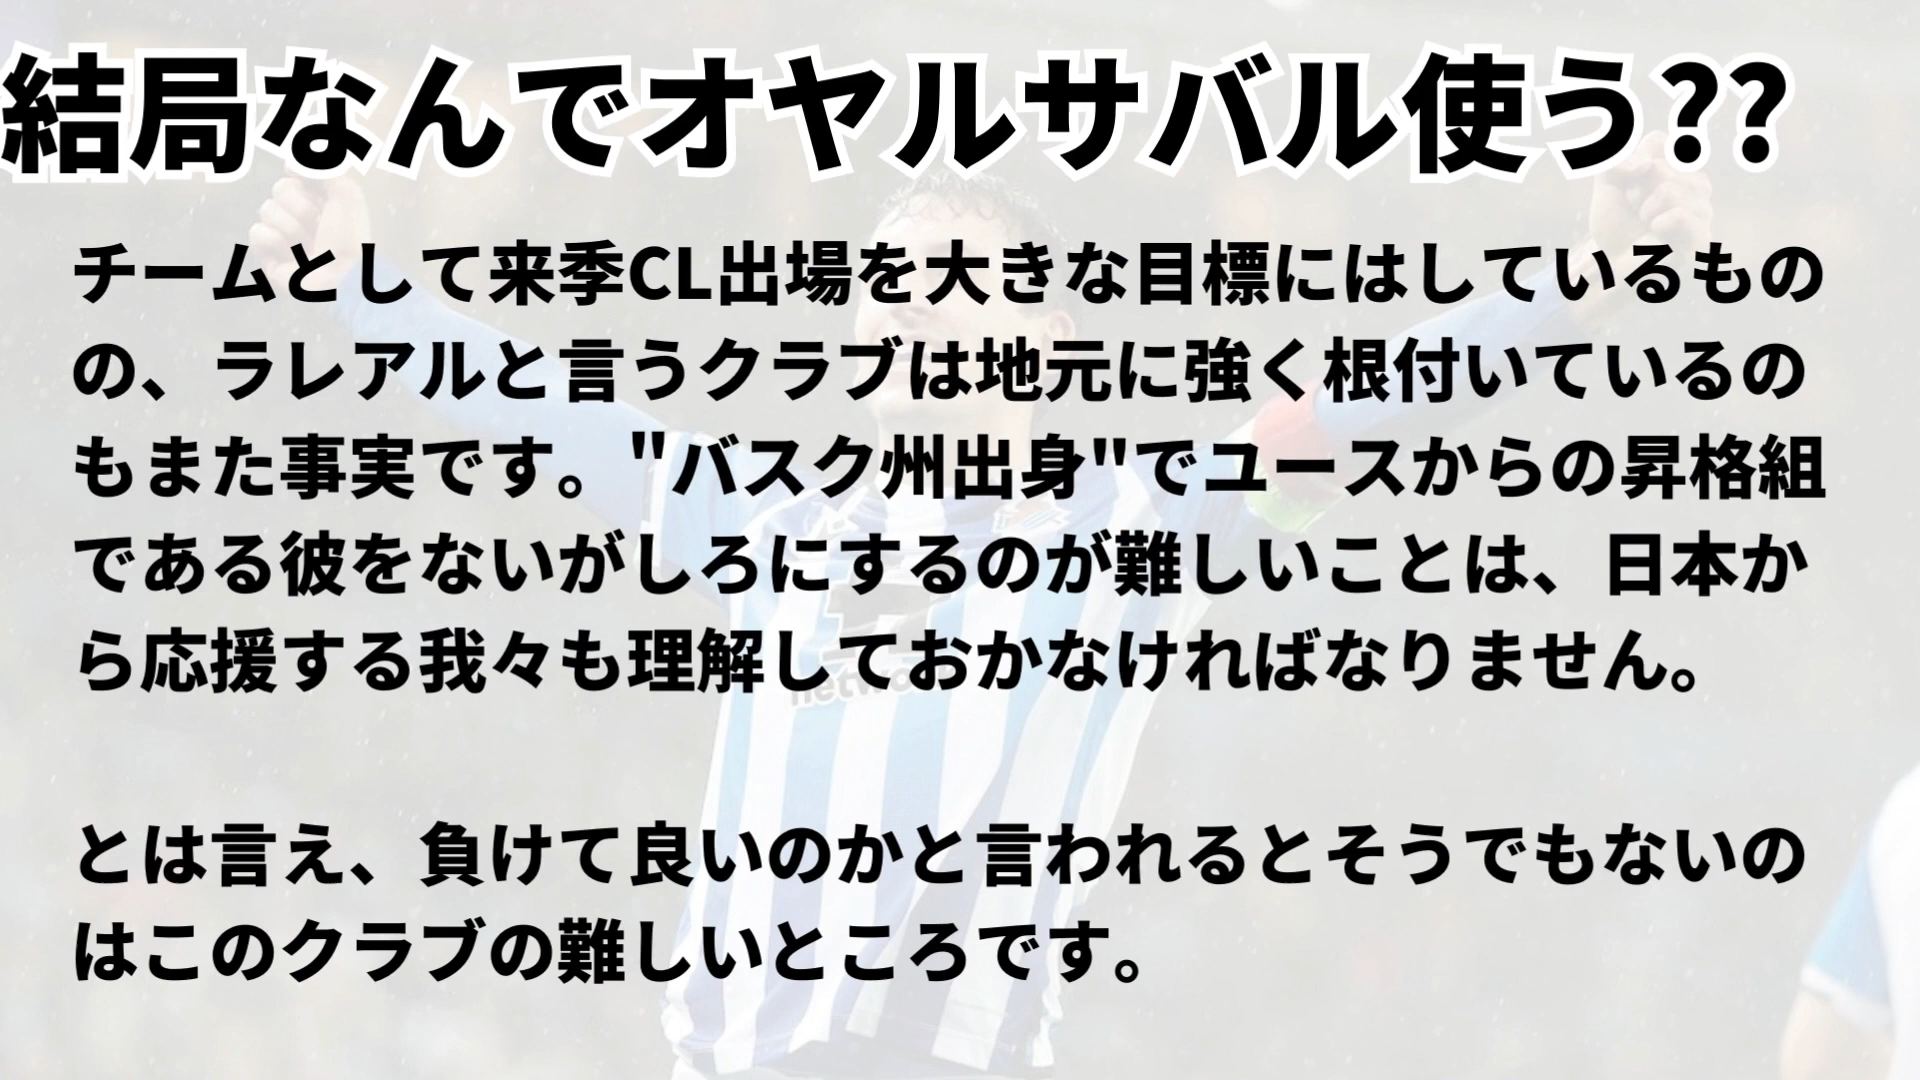 結局なんでオヤルサバル使う??
チームとして来季CL出場を大きな目標にはしているもの
の、ラレアルと言うクラブは地元に強く根付いているの
もまた事実です。"バスク州出身"でユースからの昇格組
である彼をないがしろにするのが難しいことは、日本か
ら応援する我々も理解しておかなければなりません。
とは言え、負けて良いのかと言われるとそうでもないの
はこのクラブの難しいところです。